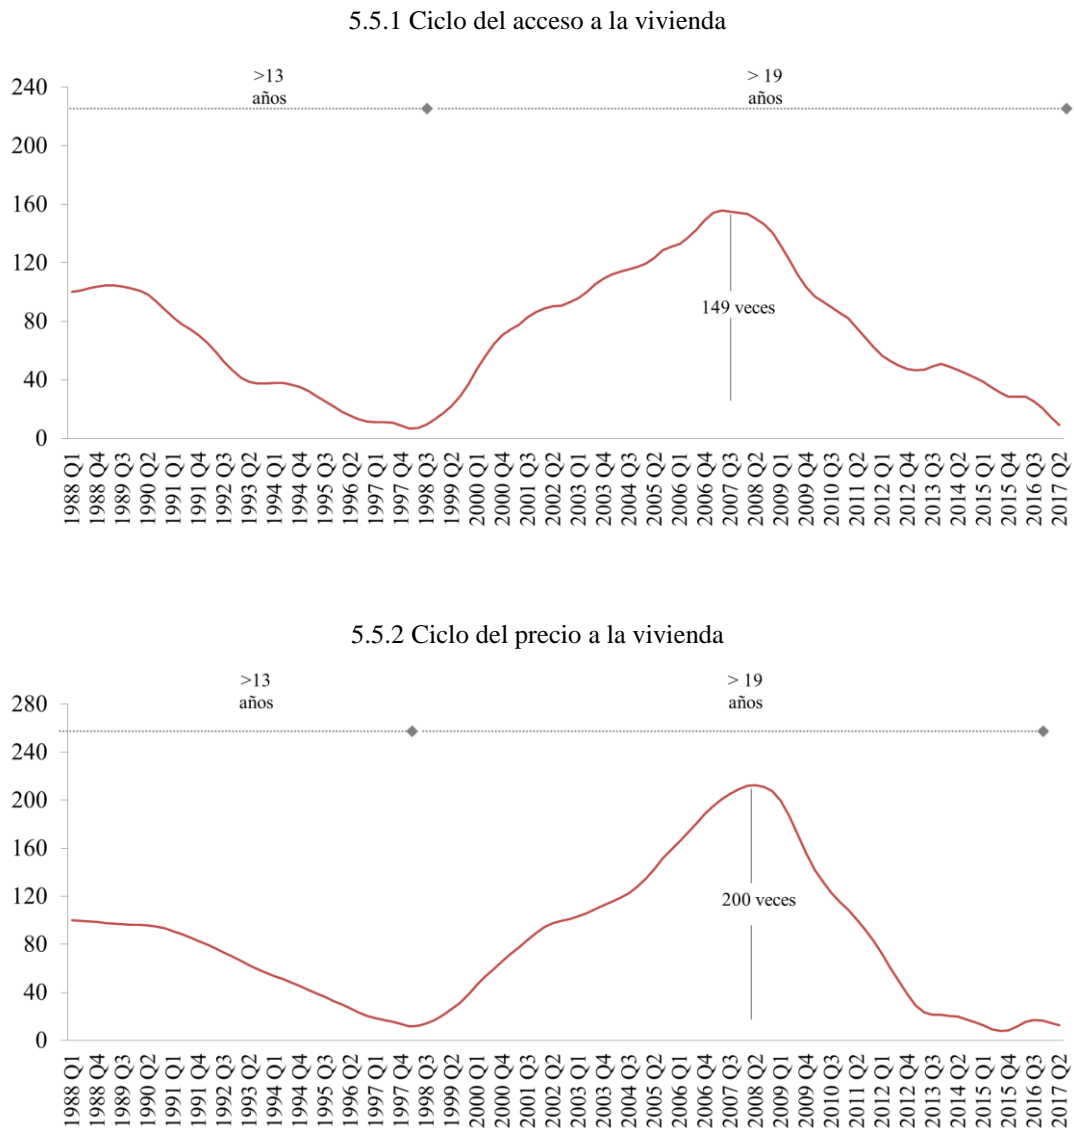 5.5.1 Ciclo del acceso a la vivienda
>13
años
> 19
años
240
200
160
120
80
40
0
149 veces
1988 Q1
1988 Q4
1989 Q3
1990 Q2
1991 Q1
1991 Q4
1992 Q3
1993 Q2
1994 Q1
1994 Q4
1995 Q3
1996 Q2
1997 Q1
1997 Q4
1998 Q3
1999 Q2
2000 Q1
2000 Q4
2001 Q3
2002 Q2
2003 Q1
2003 Q4
2004 Q3
2005 Q2
2006 Q1
2006 Q4
2007 Q3
2008 Q2
2009 Q1
2009 Q4
2010 Q3
2011 Q2
2012 Q1
2012 Q4
2013 Q3
2014 Q2
2015 Q1
2015 Q4
2016 Q3
2017 Q2
5.5.2 Ciclo del precio a la vivienda
>13
años
> 19
años
280
240
200
160
120
80
40
0
200 veces
1988 Q1
1988 Q4
1989 Q3
1990 Q2
1991 Q1
1991 Q4
1992 Q3
1993 Q2
1994 Q1
1994 Q4
1995 Q3
1996 Q2
1997 Q1
1997 Q4
1998 Q3
1999 Q2
2000 Q1
2000 Q4
2001 Q3
2002 Q2
2003 Q1
2003 Q4
2004 Q3
2005 Q2
2006 Q1
2006 Q4
2007 Q3
2008 Q2
2009 Q1
2009 Q4
2010 Q3
2011 Q2
2012 Q1
2012 Q4
2013 Q3
2014 Q2
2015 Q1
2015 Q4
2016 Q3
2017 Q2